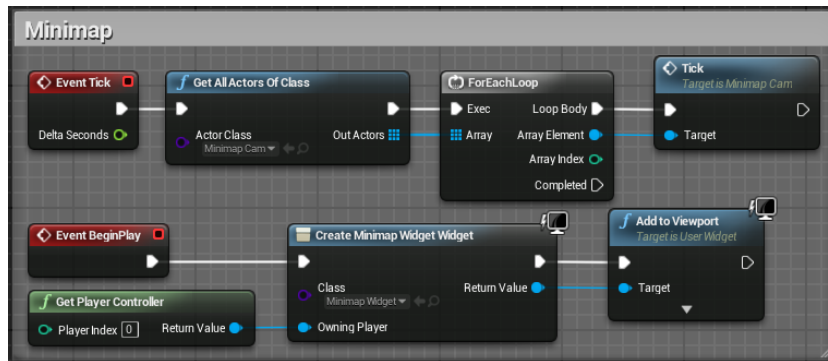 Minimap
Event Tick
Delta Seconds
f Get All Actors Of Class
Actor Class
Minimap Cam
Out Actors
ForEachLoop
Exec
Loop Body
Array
Array Element
Array Index
Completed
Tick
Target is Minimap Cam
Target
Event BeginPlay
f Get Player Controller
Player Index 0
Return Value
Create Minimap Widget Widget
Class
Minimap Widget
Return Value
Owning Player
f Add to Viewport
Target is User Widget
Target